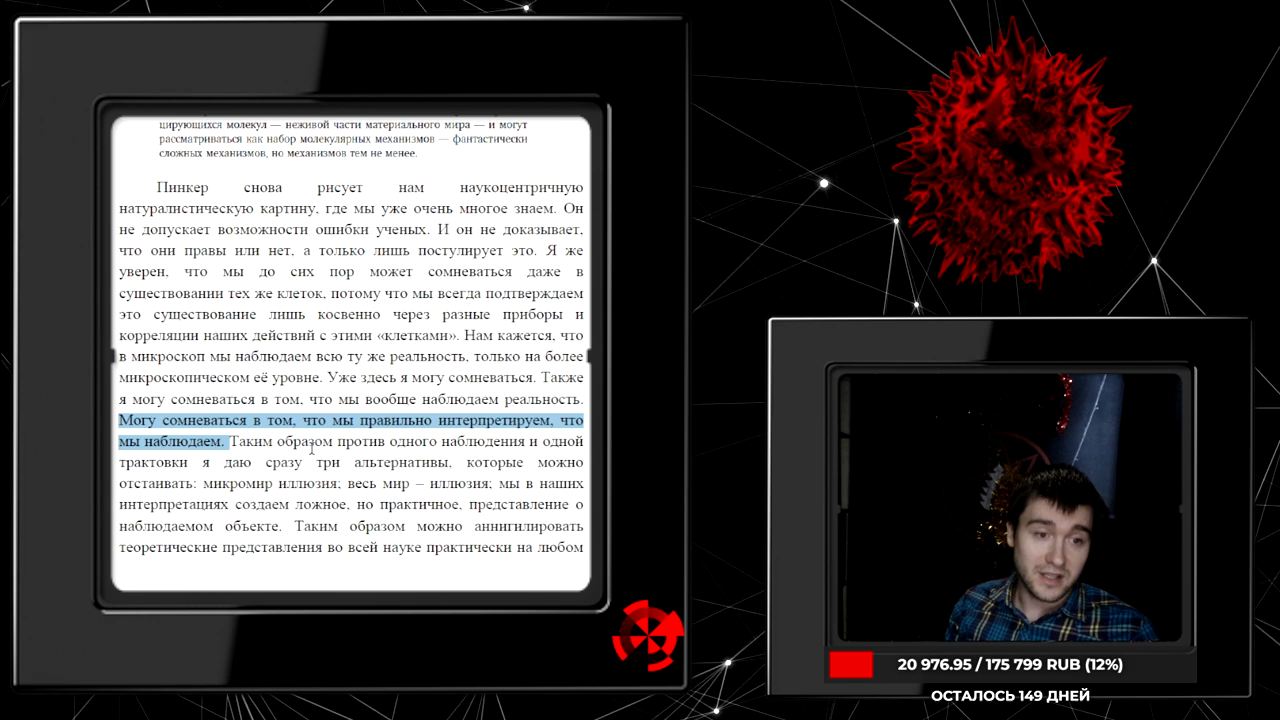 цирующихся молекул — неживой части материального мира — и могут
рассматриваться как набор молекулярных механизмов — фантастически
сложных механизмов, но механизмов тем не менее.
Пинкер снова рисует нам наукоцентричную
натуралистическую картину, где мы уже очень многое знаем. Он
не допускает возможности ошибки ученых. И он не доказывает,
что они правы или нет, а только лишь постулирует это. Я же
уверен, что мы до сих пор может сомневаться даже в
существовании тех же клеток, потому что мы всегда подтверждаем
это существование лишь косвенно через разные приборы и
корреляции наших действий с этими «клетками». Нам кажется, что
в микроскоп мы наблюдаем всю ту же реальность, только на более
микроскопическом её уровне. Уже здесь я могу сомневаться. Также
я могу сомневаться в том, что мы вообще наблюдаем реальность.
Могу сомневаться в том, что мы правильно интерпретируем, что
мы наблюдаем. Таким образом против одного наблюдения и одной
трактовки я даю сразу три альтернативы, которые можно
отстаивать: микромир иллюзия; весь мир – иллюзия; мы в наших
интерпретациях создаем ложное, но практичное, представление о
наблюдаемом объекте. Таким образом можно аннигилировать
теоретические представления во всей науке практически на любом
20 976.95 / 175 799 RUB (12%)
ОСТАЛОСЬ 149 ДНЕЙ